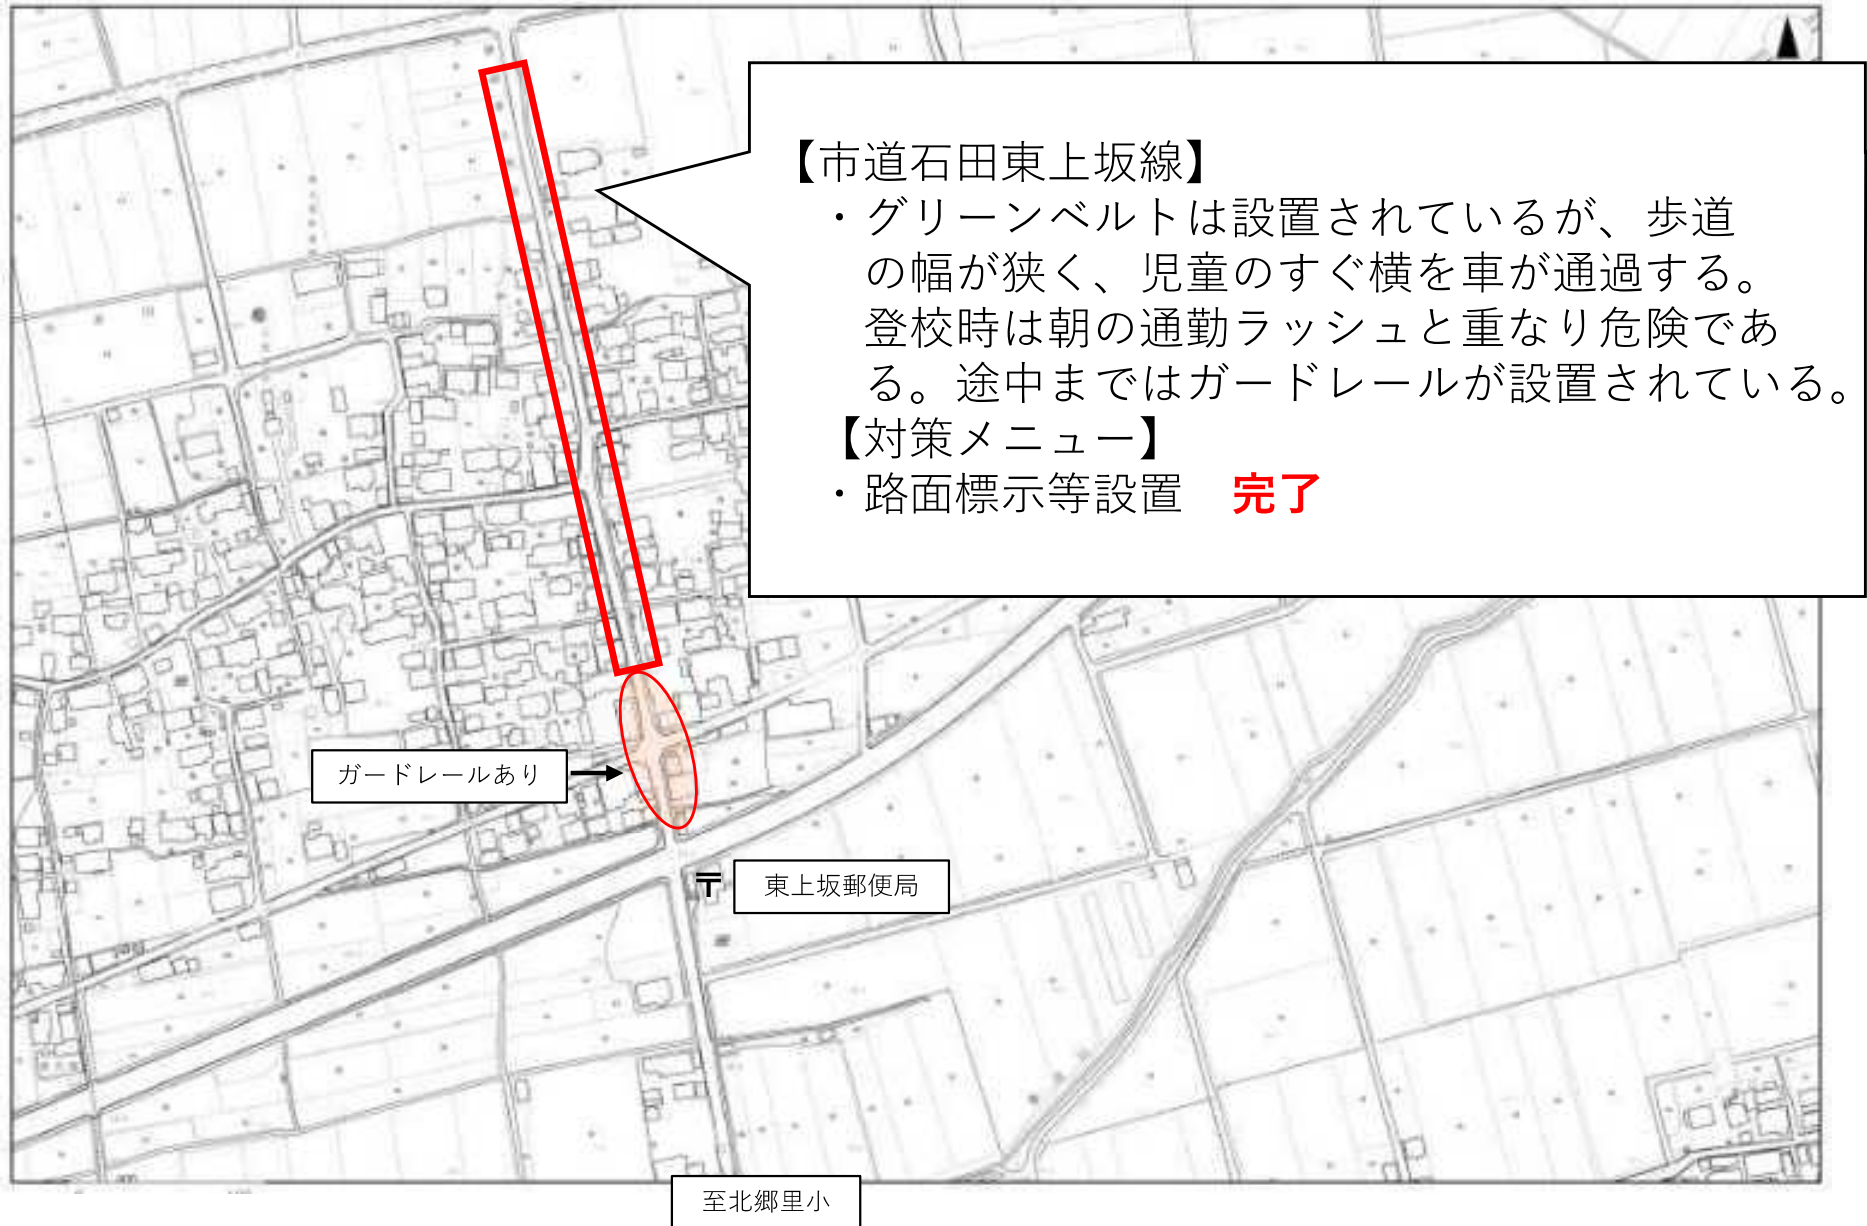 【市道石田東上坂線】
・グリーンベルトは設置されているが、歩道
の幅が狭く、児童のすぐ横を車が通過する。
登校時は朝の通勤ラッシュと重なり危険であ
る。途中まではガードレールが設置されている。
【対策メニュー】
・路面標示等設置　完了
ガードレールあり
〒
東上坂郵便局
至北郷里小